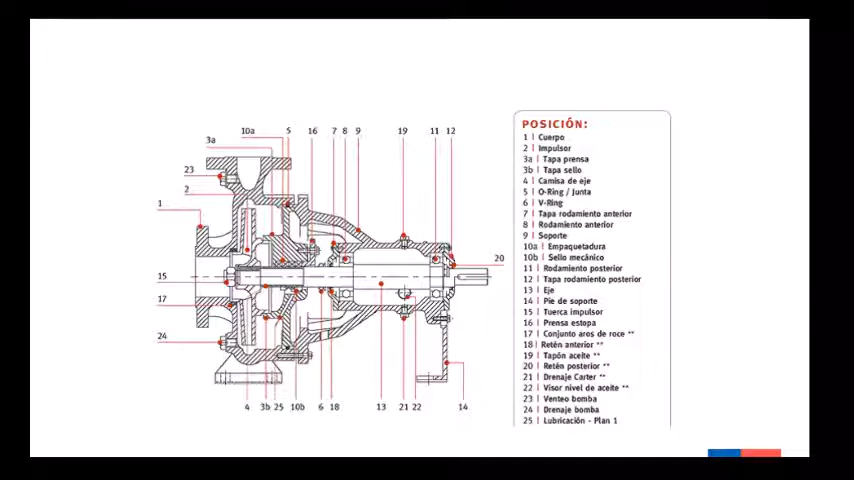 10a
5
16
7
8
9
19
11
12
3a
23
2
1
20
15
17
24
4
3b
25
10b
6
18
13
21
22
14
POSICIÓN:
1 | Cuerpo
2 | Impulsor
3a | Tapa prensa
3b | Tapa sello
4 | Camisa de eje
5 | O-Ring / Junta
6 | V-Ring
7 | Tapa rodamiento anterior
8 | Rodamiento anterior
9 | Soporte
10a | Empaquetadura
10b | Sello mecánico
11 | Rodamiento posterior
12 | Tapa rodamiento posterior
13 | Eje
14 | Pie de soporte
15 | Tuerca impulsor
16 | Prensa estopa
17 | Conjunto aros de roce **
18 | Retén anterior **
19 | Tapón aceite **
20 | Retén posterior **
21 | Drenaje Carter **
22 | Visor nivel de aceite **
23 | Venteo bomba
24 | Drenaje bomba
25 | Lubricación - Plan 1